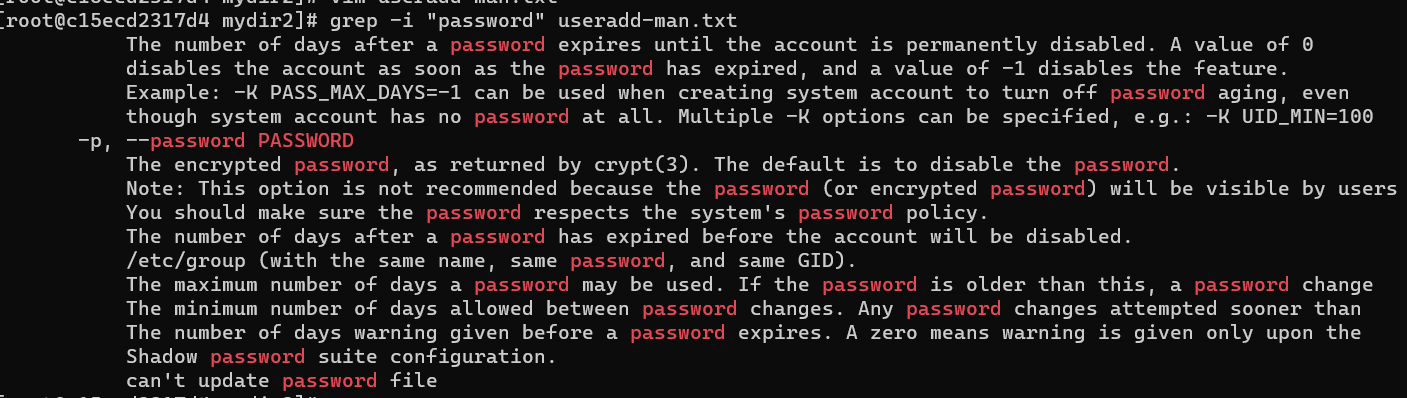 [root@c15ecd2317d4 mydir2]# vim useradd-man.txt
[root@c15ecd2317d4 mydir2]# grep -i "password" useradd-man.txt
The number of days after a password expires until the account is permanently disabled. A value of 0
disables the account as soon as the password has expired, and a value of -1 disables the feature.
Example: -K PASS_MAX_DAYS=-1 can be used when creating system account to turn off password aging, even
though system account has no password at all. Multiple -K options can be specified, e.g.: -K UID_MIN=100
-p, --password PASSWORD
The encrypted password, as returned by crypt(3). The default is to disable the password.
Note: This option is not recommended because the password (or encrypted password) will be visible by users
You should make sure the password respects the system's password policy.
The number of days after a password has expired before the account will be disabled.
/etc/group (with the same name, same password, and same GID).
The maximum number of days a password may be used. If the password is older than this, a password change
The minimum number of days allowed between password changes. Any password changes attempted sooner than
The number of days warning given before a password expires. A zero means warning is given only upon the
Shadow password suite configuration.
can't update password file